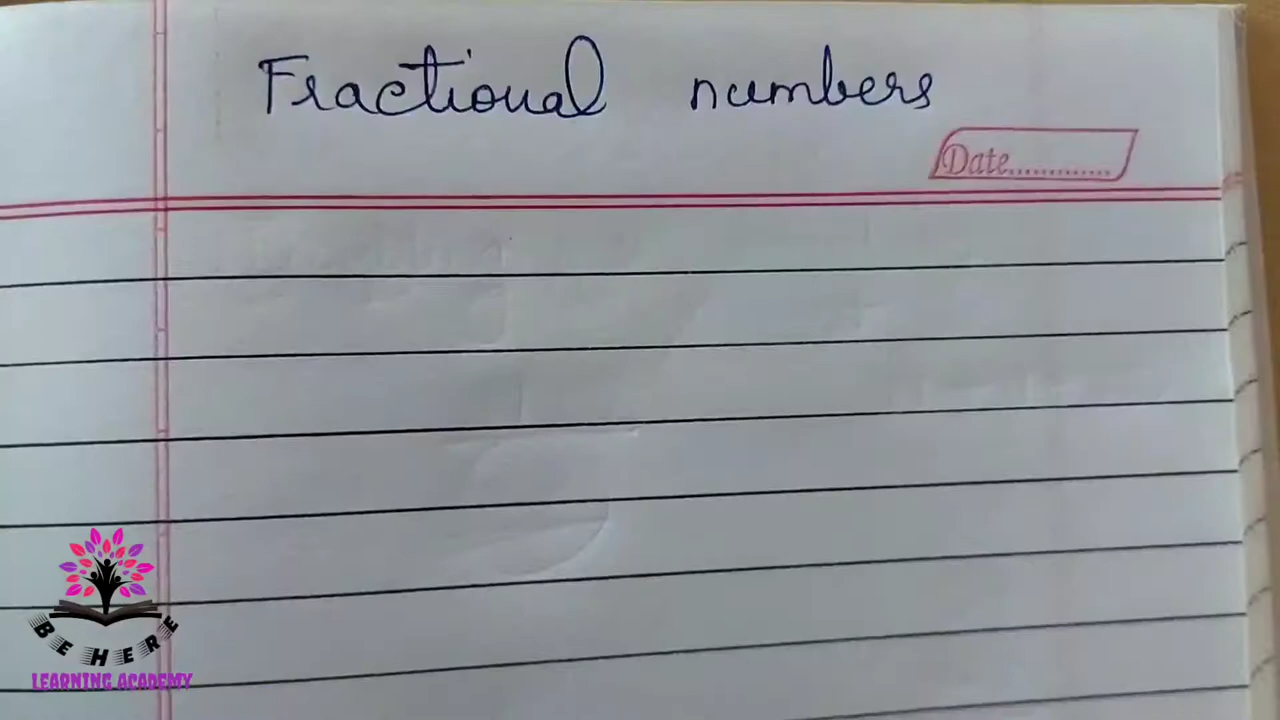 Fractional numbers
Date.............
BE HERE
LEARNING ACADEMY